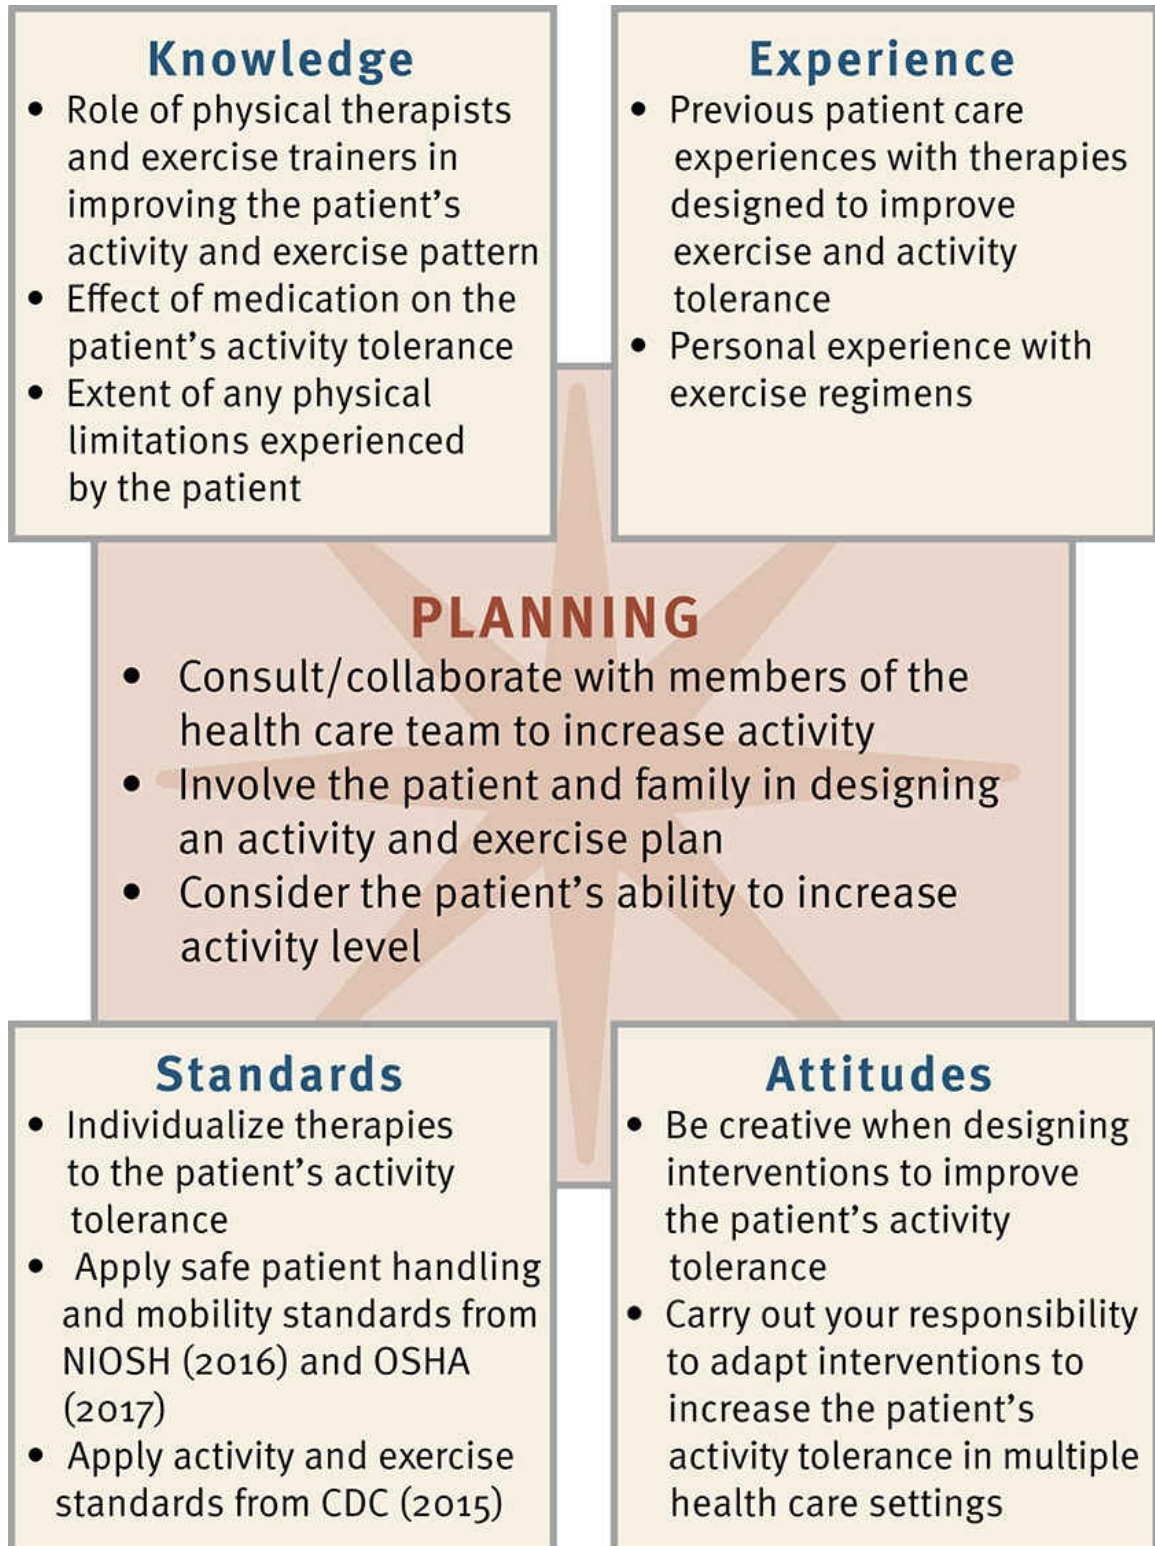 Knowledge
• Role of physical therapists
and exercise trainers in
improving the patient’s
activity and exercise pattern
• Effect of medication on the
patient’s activity tolerance
• Extent of any physical
limitations experienced
by the patient
Experience
• Previous patient care
experiences with therapies
designed to improve
exercise and activity
tolerance
• Personal experience with
exercise regimens
PLANNING
• Consult/collaborate with members of the
health care team to increase activity
• Involve the patient and family in designing
an activity and exercise plan
• Consider the patient’s ability to increase
activity level
Standards
• Individualize therapies
to the patient’s activity
tolerance
• Apply safe patient handling
and mobility standards from
NIOSH (2016) and OSHA
(2017)
• Apply activity and exercise
standards from CDC (2015)
Attitudes
• Be creative when designing
interventions to improve
the patient’s activity
tolerance
• Carry out your responsibility
to adapt interventions to
increase the patient’s
activity tolerance in multiple
health care settings